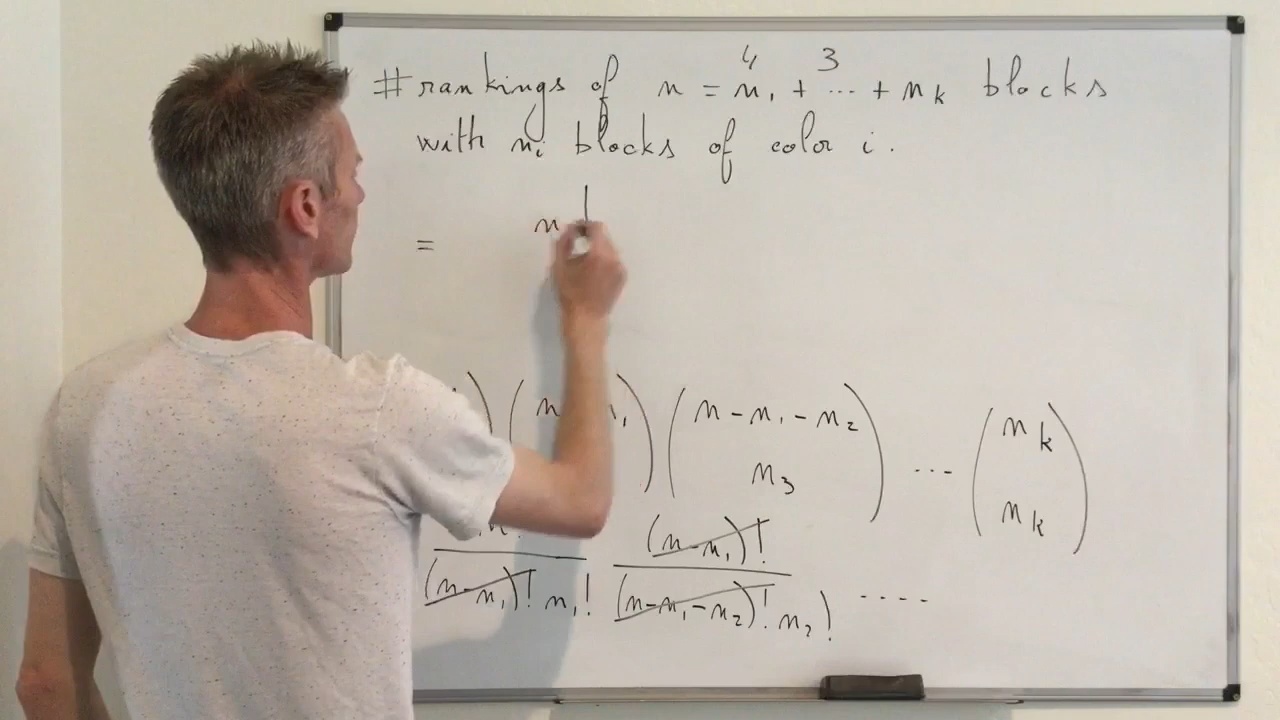 4 3
# rankings of n = n₁ + ... + nₖ blocks
with nᵢ blocks of color i.
= n
) ( n n₁ ) ( n - n₁ - n₂ ) ... ( nₖ )
n₃ nₖ
n (n-n₁)!
(n-n₁)! n₁! (n-n₁-n₂)! n₂! ....